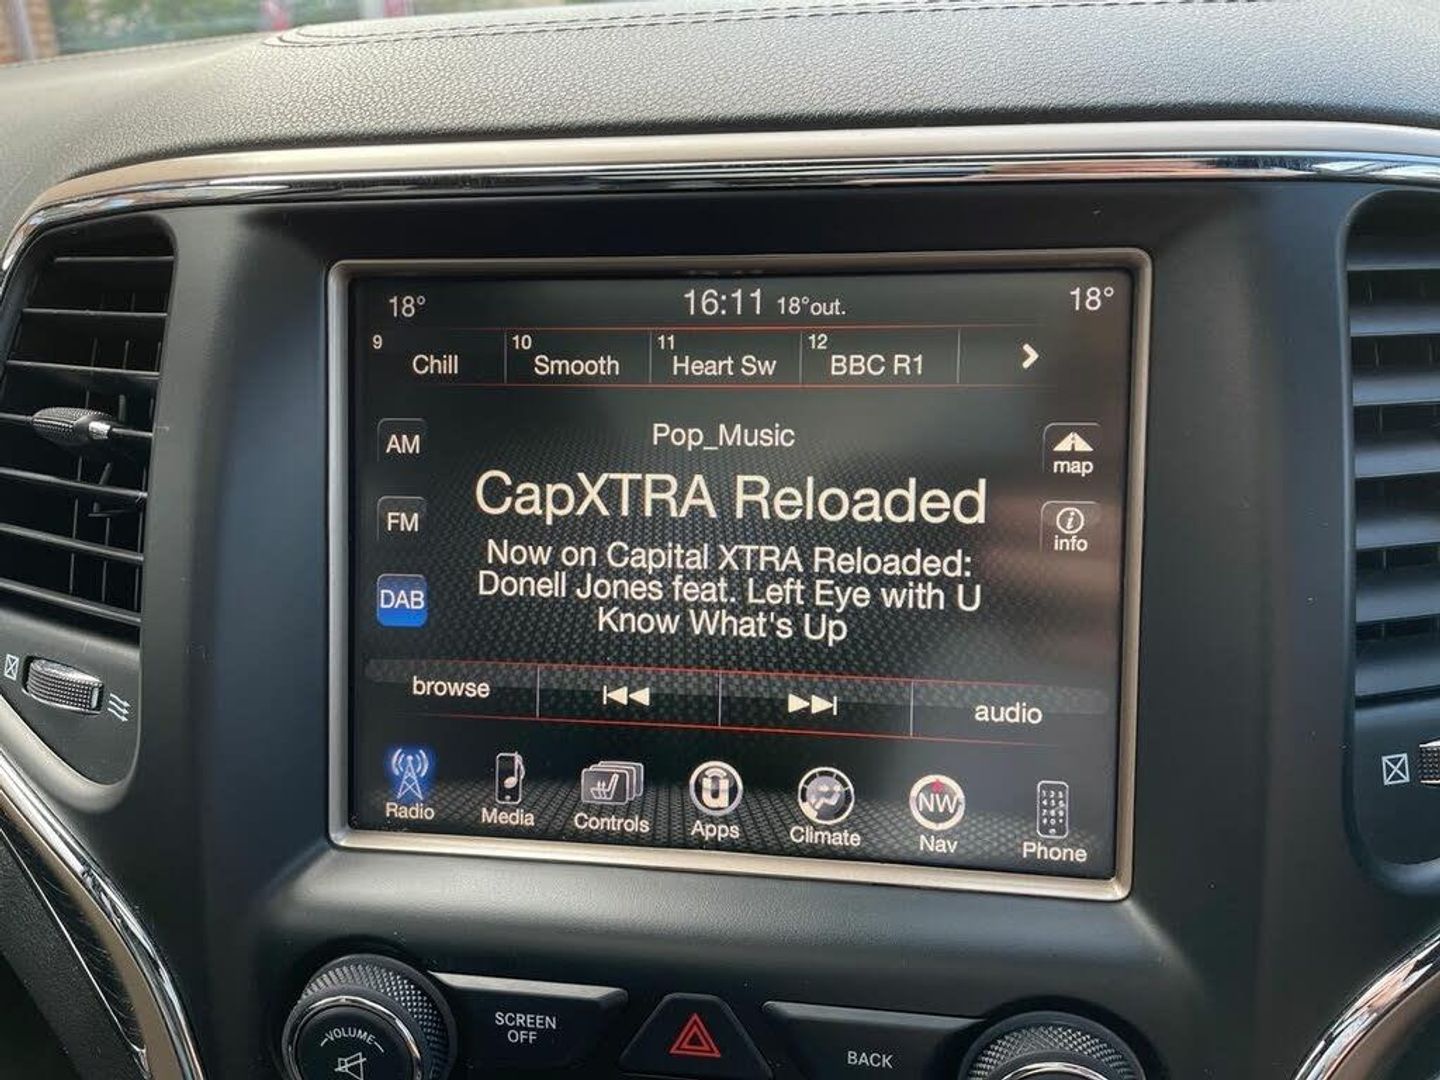 18° 16:11 18°out. 18°
9 Chill 10 Smooth 11 Heart Sw 12 BBC R1
Pop_Music
AM
map
CapXTRA Reloaded
FM
info
Now on Capital XTRA Reloaded:
Donell Jones feat. Left Eye with U
Know What's Up
DAB
browse audio
Radio Media Controls Apps Climate NW Nav Phone
VOLUME
SCREEN
OFF
BACK